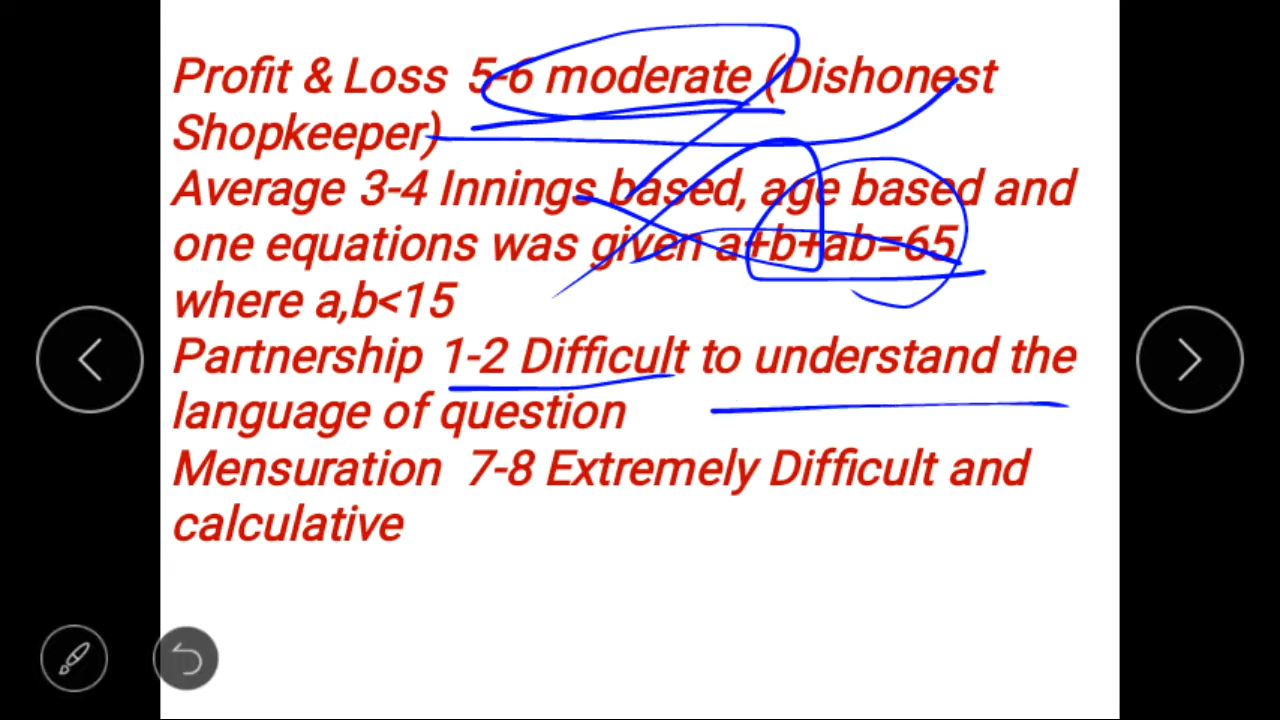 Profit & Loss 5-6 moderate (Dishonest
Shopkeeper)
Average 3-4 Innings based, age based and
one equations was given a+b+ab=65
where a,b<15
Partnership 1-2 Difficult to understand the
language of question
Mensuration 7-8 Extremely Difficult and
calculative